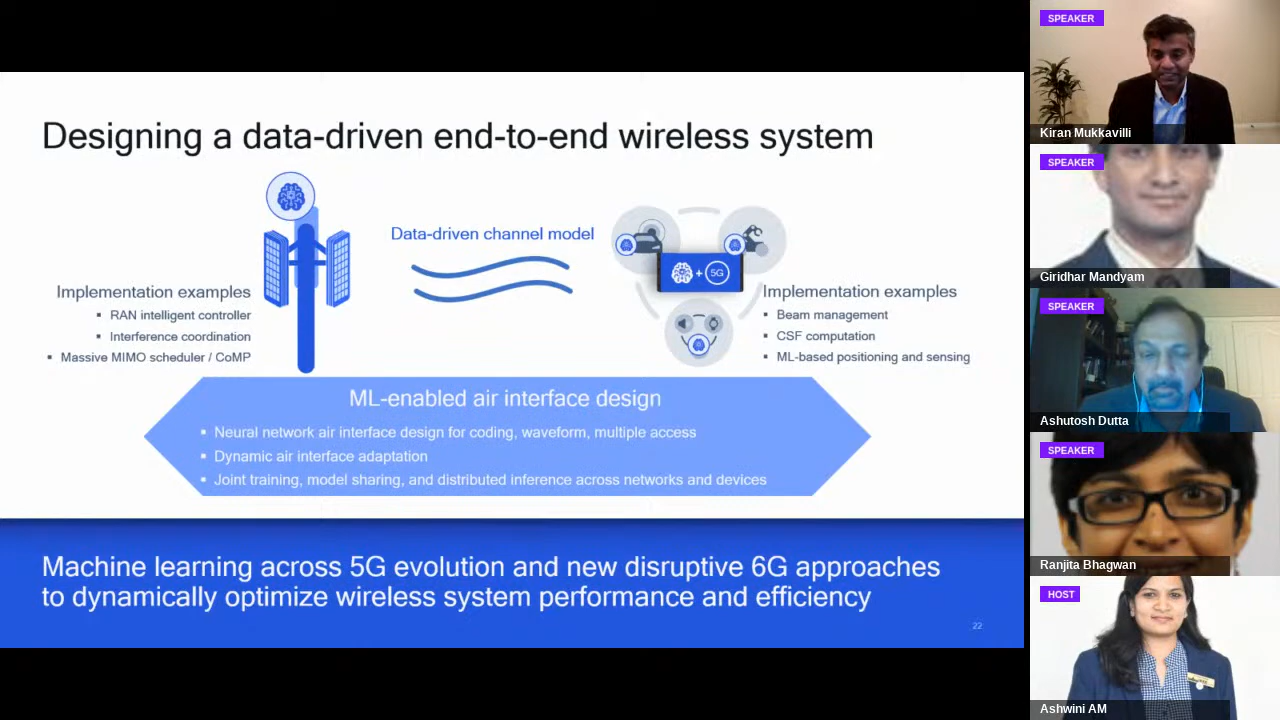 Designing a data-driven end-to-end wireless system
Data-driven channel model
5G
Implementation examples
▪ RAN intelligent controller
▪ Interference coordination
▪ Massive MIMO scheduler / CoMP
Implementation examples
▪ Beam management
▪ CSF computation
▪ ML-based positioning and sensing
ML-enabled air interface design
▪ Neural network air interface design for coding, waveform, multiple access
▪ Dynamic air interface adaptation
▪ Joint training, model sharing, and distributed inference across networks and devices
Machine learning across 5G evolution and new disruptive 6G approaches
to dynamically optimize wireless system performance and efficiency
22
SPEAKER
Kiran Mukkavilli
SPEAKER
Giridhar Mandyam
SPEAKER
Ashutosh Dutta
SPEAKER
Ranjita Bhagwan
HOST
Ashwini AM